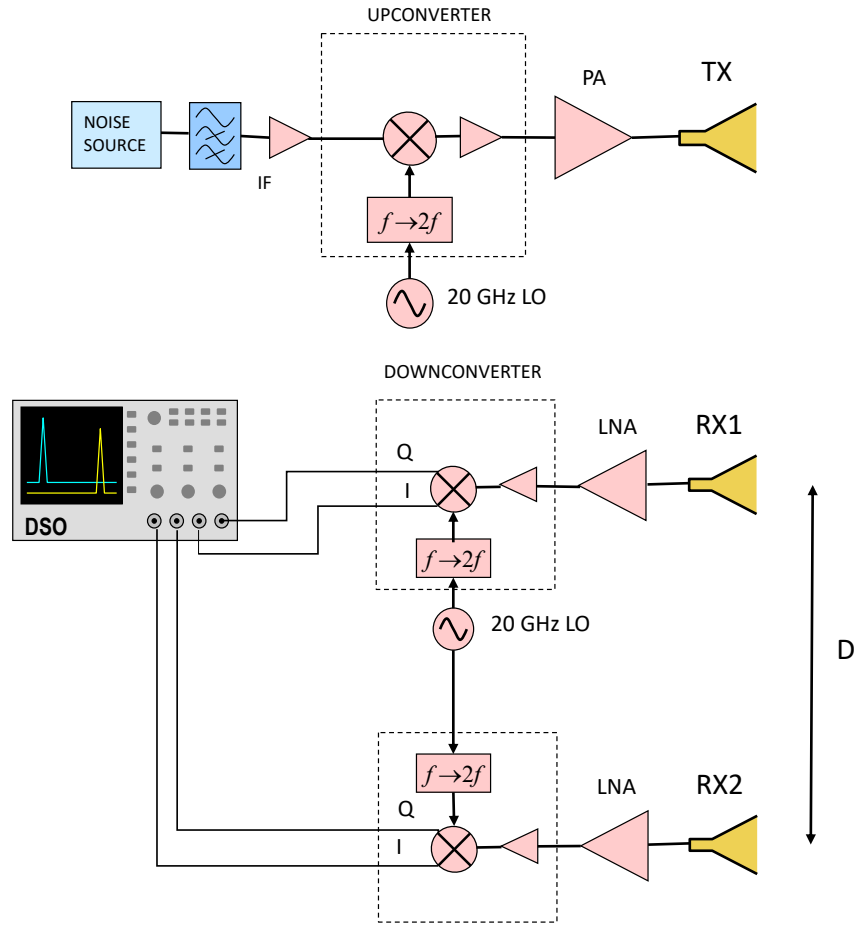 UPCONVERTER
PA
TX
NOISE
SOURCE
IF
f→2f
20 GHz LO
DOWNCONVERTER
LNA
RX1
Q
I
DSO
f→2f
20 GHz LO
D
f→2f
LNA
RX2
Q
I